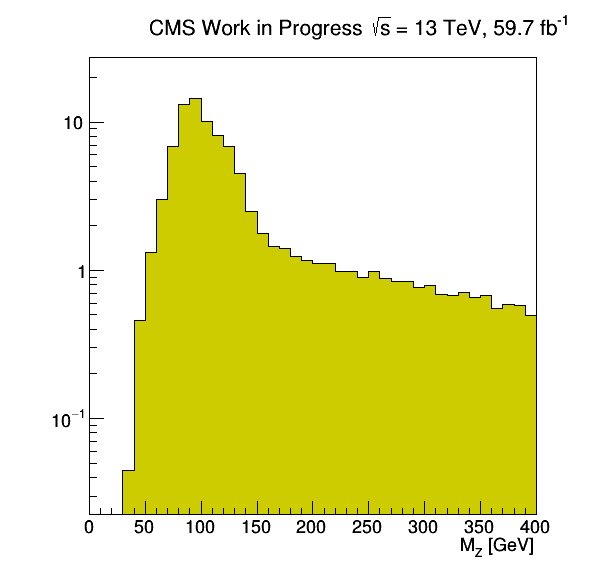 CMS Work in Progress √s = 13 TeV, 59.7 fb⁻¹
10
1
10⁻¹
0 50 100 150 200 250 300 350 400
M_Z [GeV]